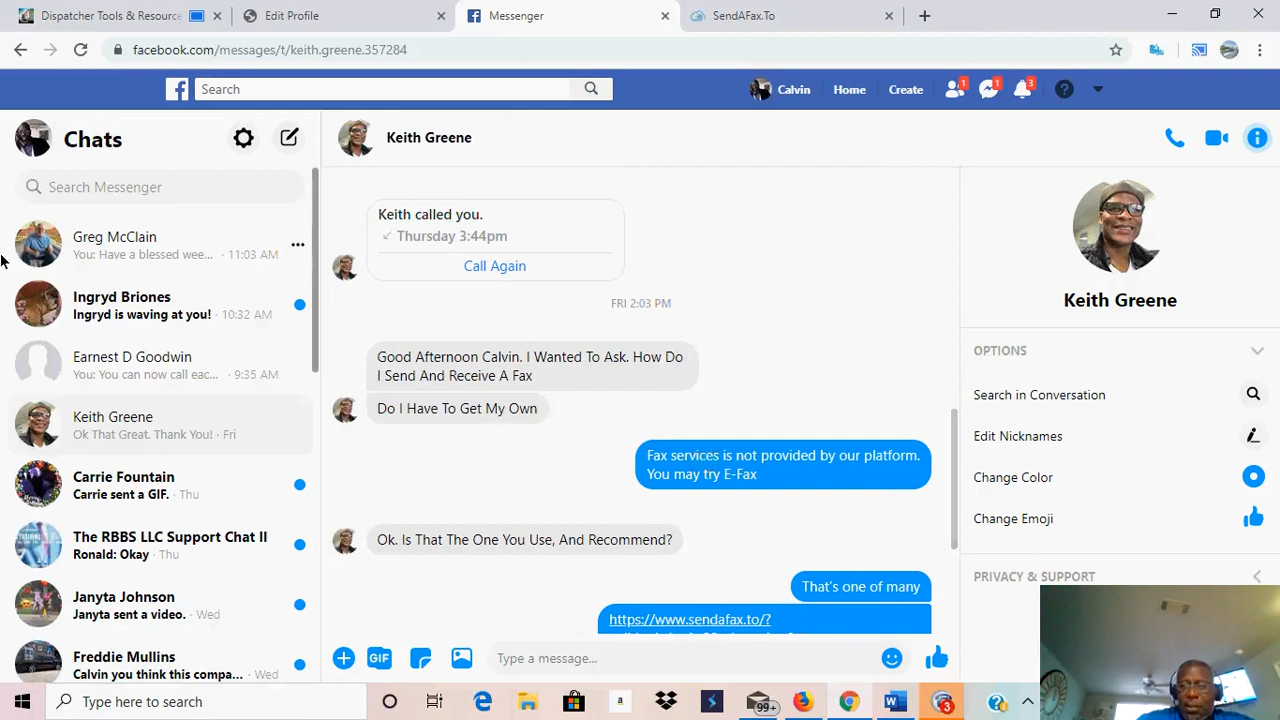 Dispatcher Tools & Resource
Edit Profile
Messenger
SendAFax.To
facebook.com/messages/t/keith.greene.357284
Search
Calvin
Home
Create
1
1
3
Chats
Keith Greene
Search Messenger
Greg McClain
You: Have a blessed wee... · 11:03 AM
Ingryd Briones
Ingryd is waving at you! · 10:32 AM
Earnest D Goodwin
You: You can now call eac... · 9:35 AM
Keith Greene
Ok That Great. Thank You! · Fri
Carrie Fountain
Carrie sent a GIF. · Thu
The RBBS LLC Support Chat II
Ronald: Okay · Thu
Janyta Johnson
Janyta sent a video. · Wed
Freddie Mullins
Calvin you think this compa... · Wed
Keith called you.
Thursday 3:44pm
Call Again
FRI 2:03 PM
Good Afternoon Calvin. I Wanted To Ask. How Do
I Send And Receive A Fax
Do I Have To Get My Own
Fax services is not provided by our platform.
You may try E-Fax
Ok. Is That The One You Use, And Recommend?
That's one of many
https://www.sendafax.to/?
GIF
Type a message...
Keith Greene
OPTIONS
Search in Conversation
Edit Nicknames
Change Color
Change Emoji
PRIVACY & SUPPORT
Type here to search
a
99+
3